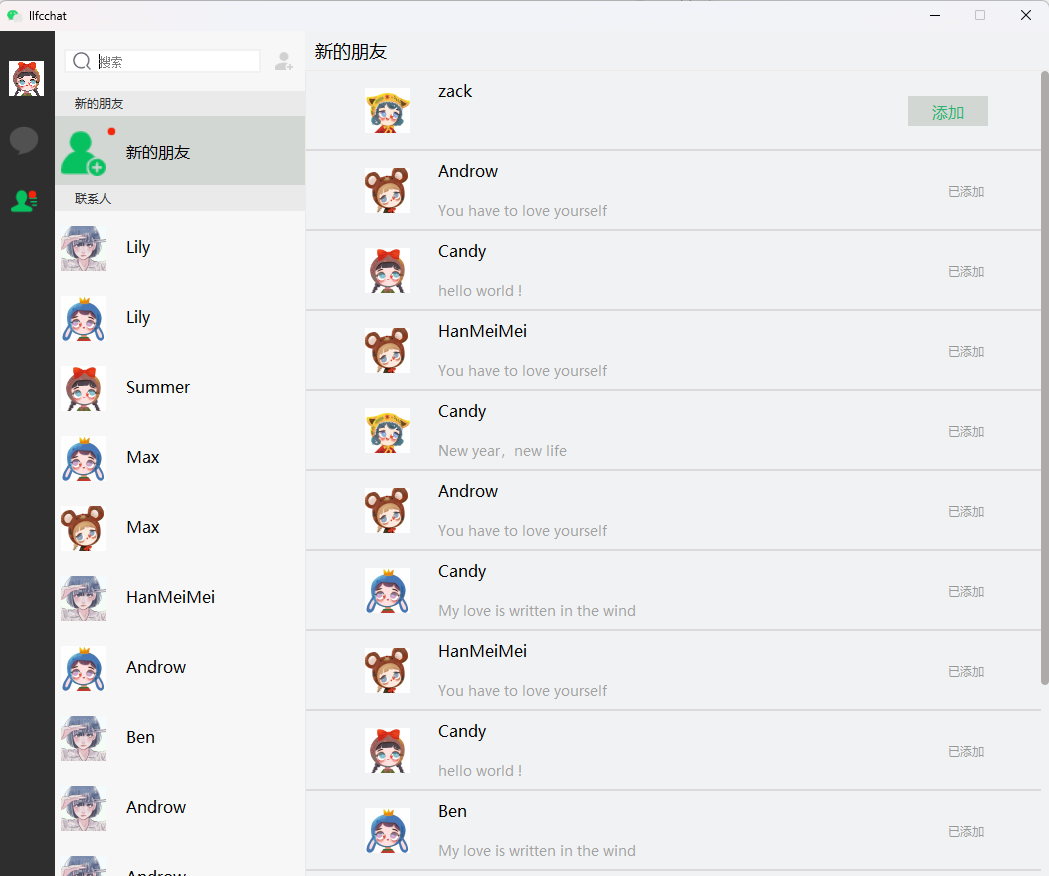 llfcchat
搜索
新的朋友
新的朋友
联系人
Lily
Lily
Summer
Max
Max
HanMeiMei
Androw
Ben
Androw
Androw
新的朋友
zack
添加
Androw
You have to love yourself
已添加
Candy
hello world !
已添加
HanMeiMei
You have to love yourself
已添加
Candy
New year，new life
已添加
Androw
You have to love yourself
已添加
Candy
My love is written in the wind
已添加
HanMeiMei
You have to love yourself
已添加
Candy
hello world !
已添加
Ben
My love is written in the wind
已添加